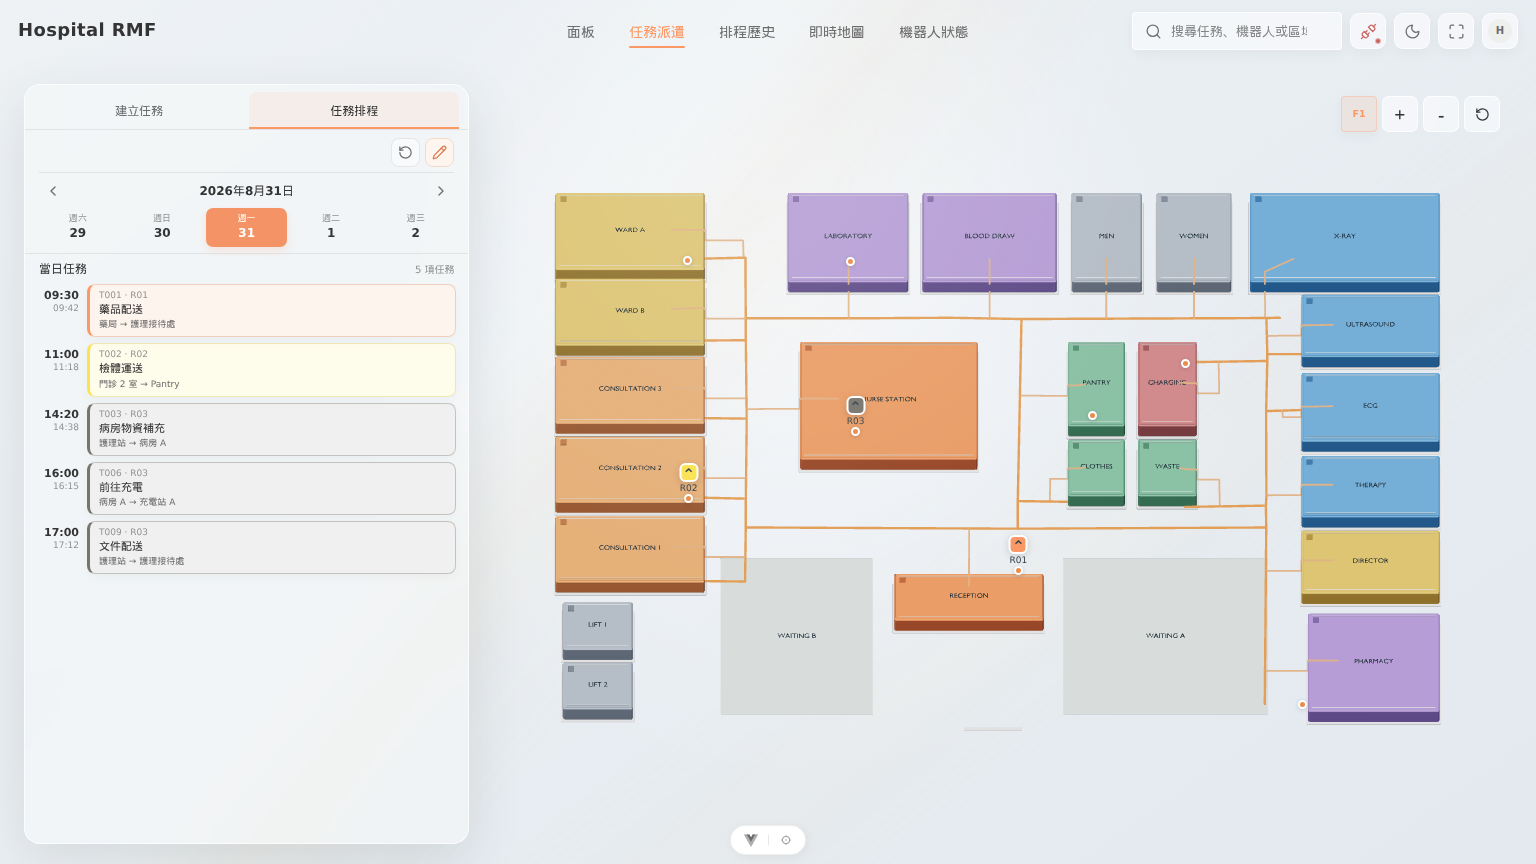 Hospital RMF
面板
任務派遣
排程歷史
即時地圖
機器人狀態
搜尋任務、機器人或區域
H
建立任務
任務排程
2026年8月31日
週六 週日 週一 週二 週三
29 30 31 1 2
當日任務
5 項任務
09:30
09:42
T001 · R01
藥品配送
藥局 → 護理接待處
11:00
11:18
T002 · R02
檢體運送
門診 2 室 → Pantry
14:20
14:38
T003 · R03
病房物資補充
護理站 → 病房 A
16:00
16:15
T006 · R03
前往充電
病房 A → 充電站 A
17:00
17:12
T009 · R03
文件配送
護理站 → 護理接待處
F1
+
-
WARD A
LABORATORY
BLOOD DRAW
MEN
WOMEN
X-RAY
WARD B
ULTRASOUND
CONSULTATION 3
URSE STATION
R03
PANTRY
CHARGING
ECG
CONSULTATION 2
R02
CLOTHES
WASTE
THERAPY
CONSULTATION 1
R01
DIRECTOR
RECEPTION
LIFT 1
WAITING B
WAITING A
LIFT 2
PHARMACY